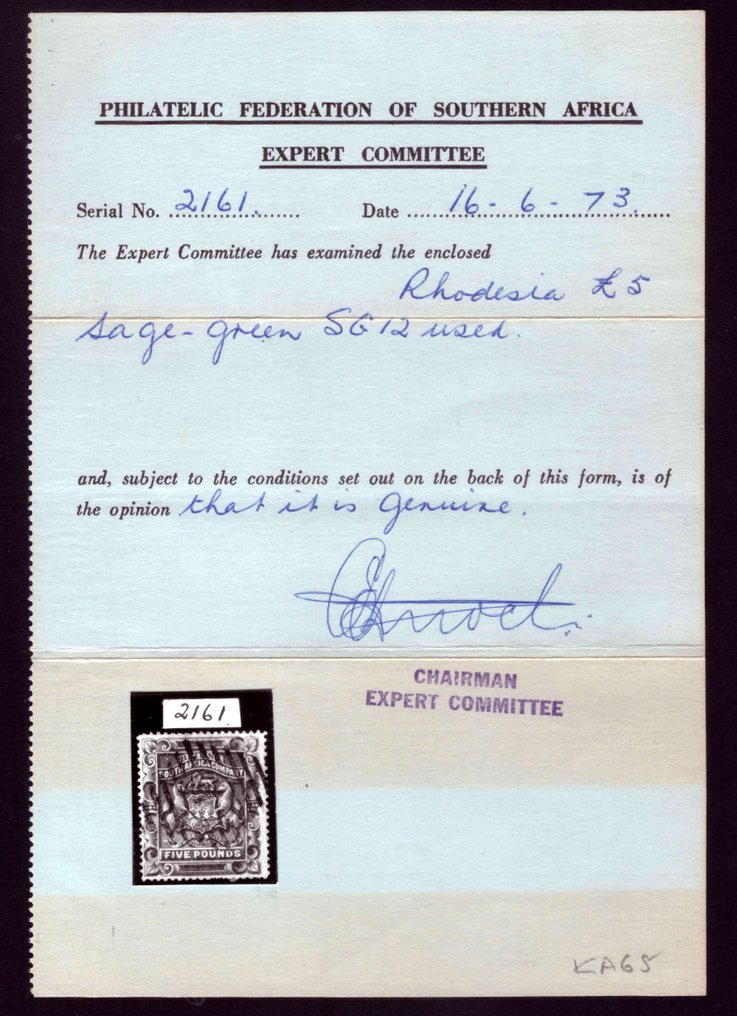 PHILATELIC FEDERATION OF SOUTHERN AFRICA
EXPERT COMMITTEE
Serial No. 2161. Date 16 - 6 - 73.
The Expert Committee has examined the enclosed
Rhodesia £5
sage-green SG 12 used.
and, subject to the conditions set out on the back of this form, is of
the opinion that it is genuine.
CHAIRMAN
EXPERT COMMITTEE
2161.
SOUTH AFRICA COMPANY
FIVE POUNDS
KA65